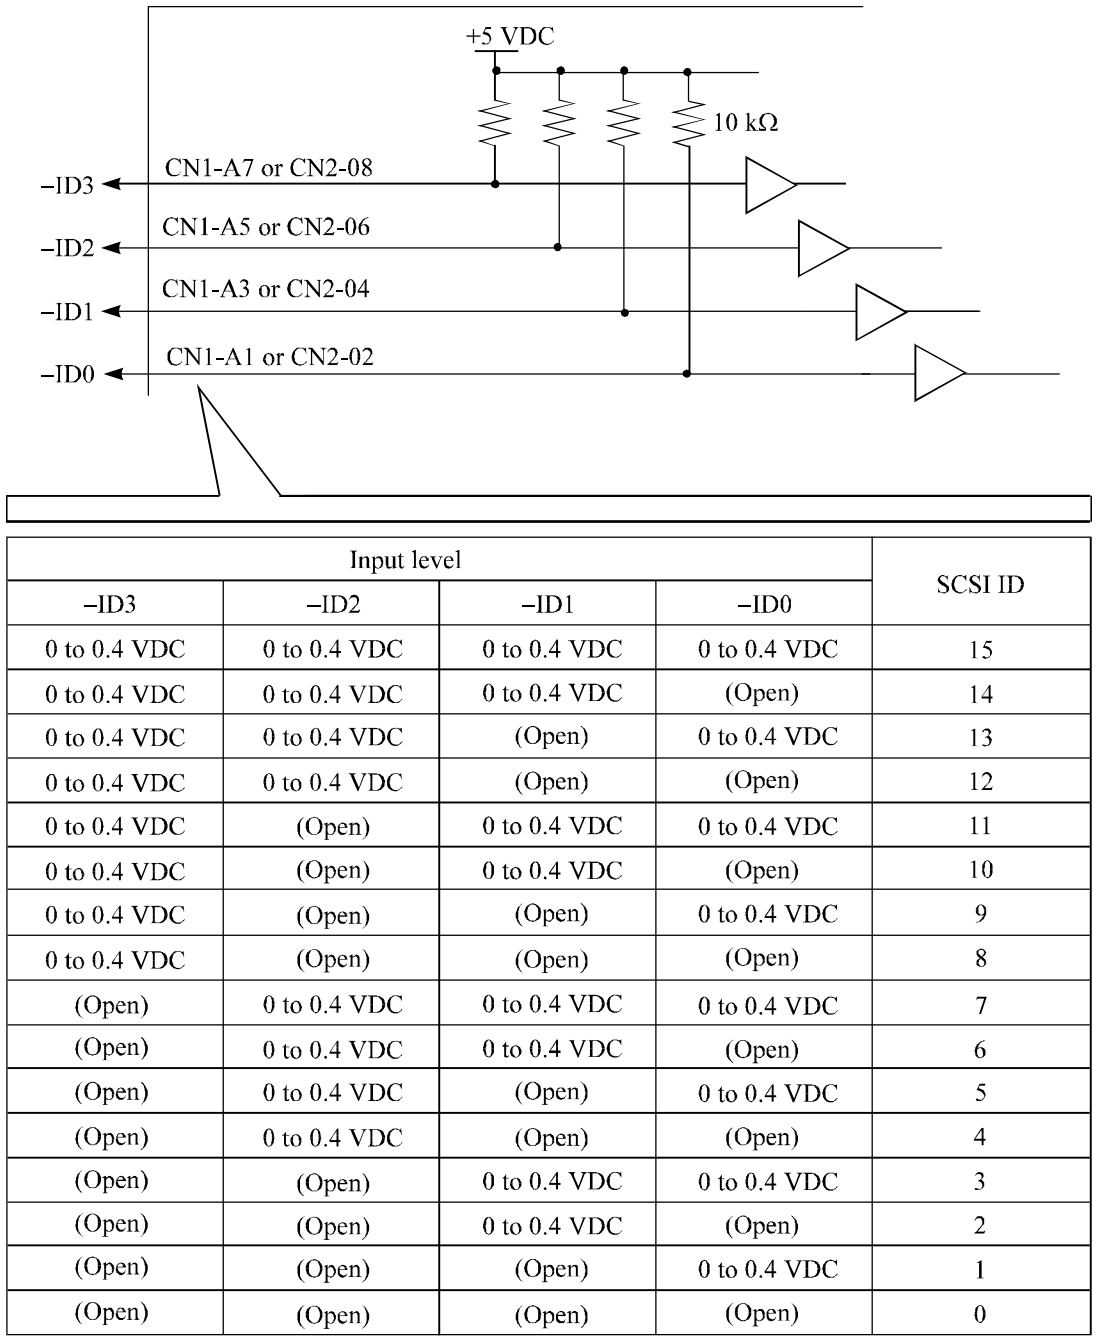 +5 VDC
10 kΩ
CN1-A7 or CN2-08
–ID3
CN1-A5 or CN2-06
–ID2
CN1-A3 or CN2-04
–ID1
CN1-A1 or CN2-02
–ID0
Input level SCSI ID
–ID3 –ID2 –ID1 –ID0
0 to 0.4 VDC 0 to 0.4 VDC 0 to 0.4 VDC 0 to 0.4 VDC 15
0 to 0.4 VDC 0 to 0.4 VDC 0 to 0.4 VDC (Open) 14
0 to 0.4 VDC 0 to 0.4 VDC (Open) 0 to 0.4 VDC 13
0 to 0.4 VDC 0 to 0.4 VDC (Open) (Open) 12
0 to 0.4 VDC (Open) 0 to 0.4 VDC 0 to 0.4 VDC 11
0 to 0.4 VDC (Open) 0 to 0.4 VDC (Open) 10
0 to 0.4 VDC (Open) (Open) 0 to 0.4 VDC 9
0 to 0.4 VDC (Open) (Open) (Open) 8
(Open) 0 to 0.4 VDC 0 to 0.4 VDC 0 to 0.4 VDC 7
(Open) 0 to 0.4 VDC 0 to 0.4 VDC (Open) 6
(Open) 0 to 0.4 VDC (Open) 0 to 0.4 VDC 5
(Open) 0 to 0.4 VDC (Open) (Open) 4
(Open) (Open) 0 to 0.4 VDC 0 to 0.4 VDC 3
(Open) (Open) 0 to 0.4 VDC (Open) 2
(Open) (Open) (Open) 0 to 0.4 VDC 1
(Open) (Open) (Open) (Open) 0